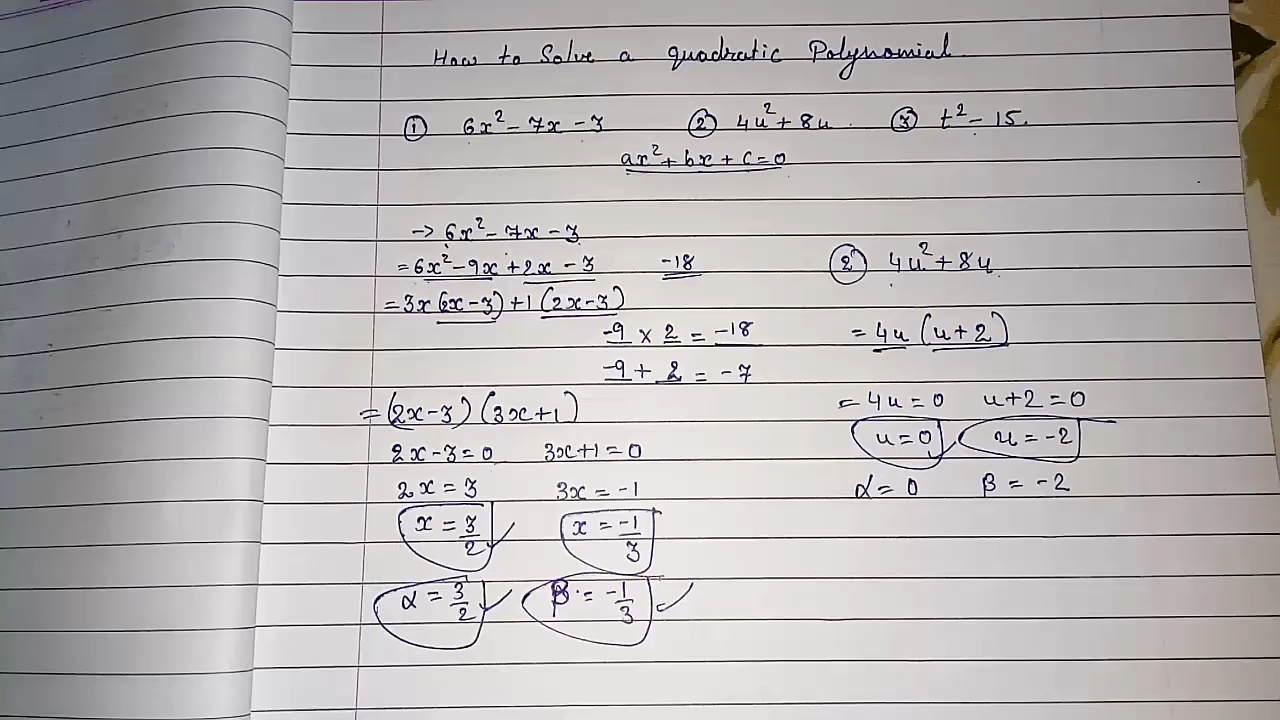 How to Solve a quadratic Polynomial
① 6x² - 7x - 3 ② 4u² + 8u ③ t² - 15.
ax² + bx + c = 0
→ 6x² - 7x - 3
= 6x² - 9x + 2x - 3 -18
= 3x(2x - 3) + 1(2x - 3)
-9 × 2 = -18
-9 + 2 = -7
= (2x - 3) (3x + 1)
2x - 3 = 0 3x + 1 = 0
2x = 3 3x = -1
x = 3/2 x = -1/3
α = 3/2 β = -1/3
② 4u² + 8u
= 4u (u + 2)
= 4u = 0 u + 2 = 0
u = 0 u = -2
α = 0 β = -2